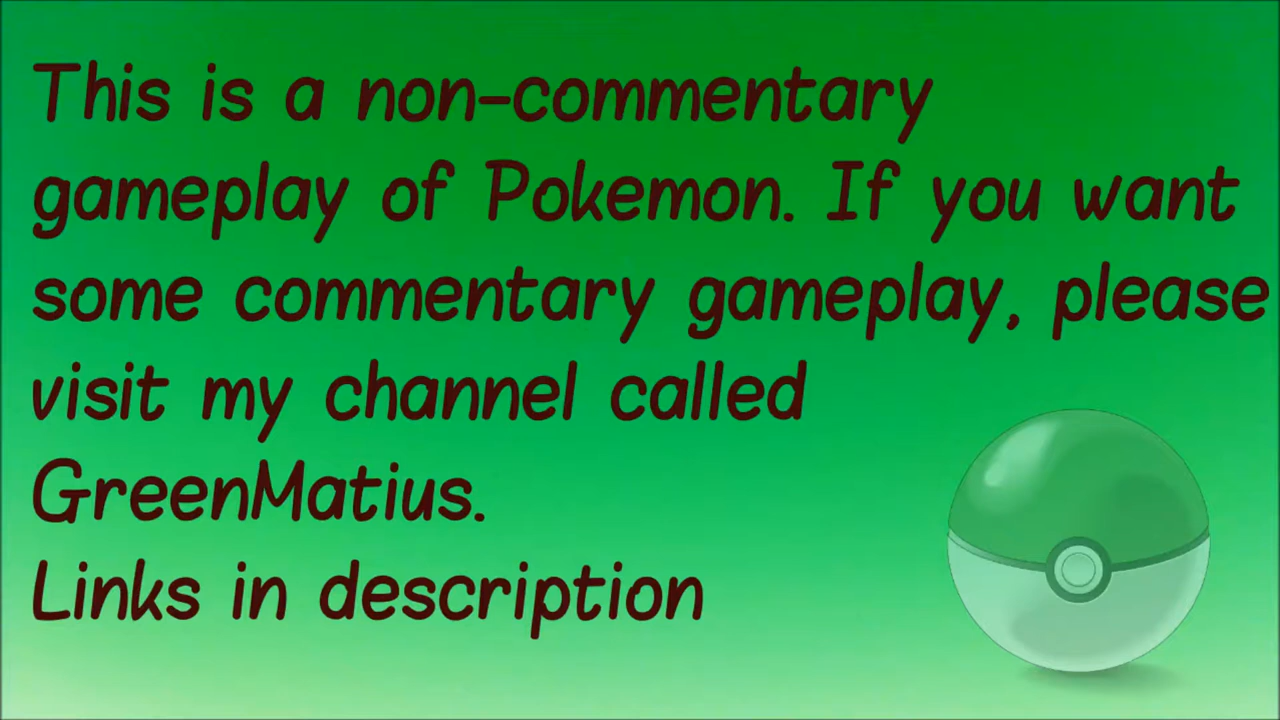 This is a non-commentary
gameplay of Pokemon. If you want
some commentary gameplay, please
visit my channel called
GreenMatius.
Links in description